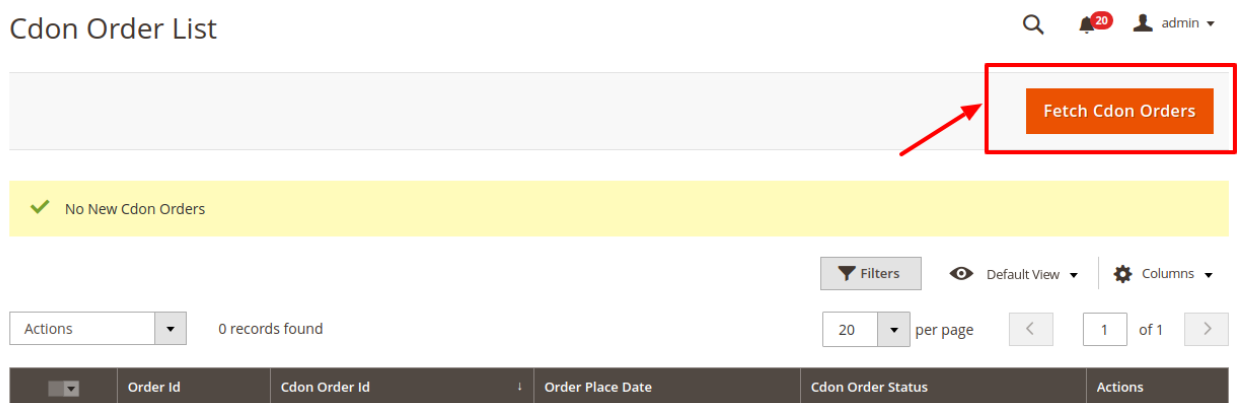 Cdon Order List
20
admin
Fetch Cdon Orders
No New Cdon Orders
Filters
Default View
Columns
Actions
0 records found
20
per page
1
of 1
Order Id
Cdon Order Id
Order Place Date
Cdon Order Status
Actions